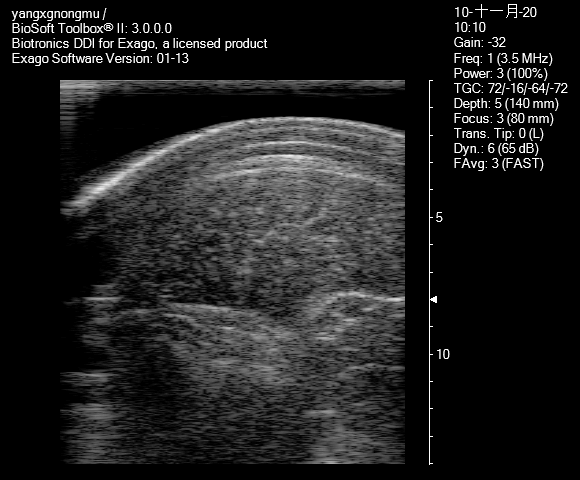 yangxgnongmu /
BioSoft Toolbox® II: 3.0.0.0
Biotronics DDI for Exago, a licensed product
Exago Software Version: 01-13
10-十一月-20
10:10
Gain: -32
Freq: 1 (3.5 MHz)
Power: 3 (100%)
TGC: 72/-16/-64/-72
Depth: 5 (140 mm)
Focus: 3 (80 mm)
Trans. Tip: 0 (L)
Dyn.: 6 (65 dB)
FAvg: 3 (FAST)
5
10